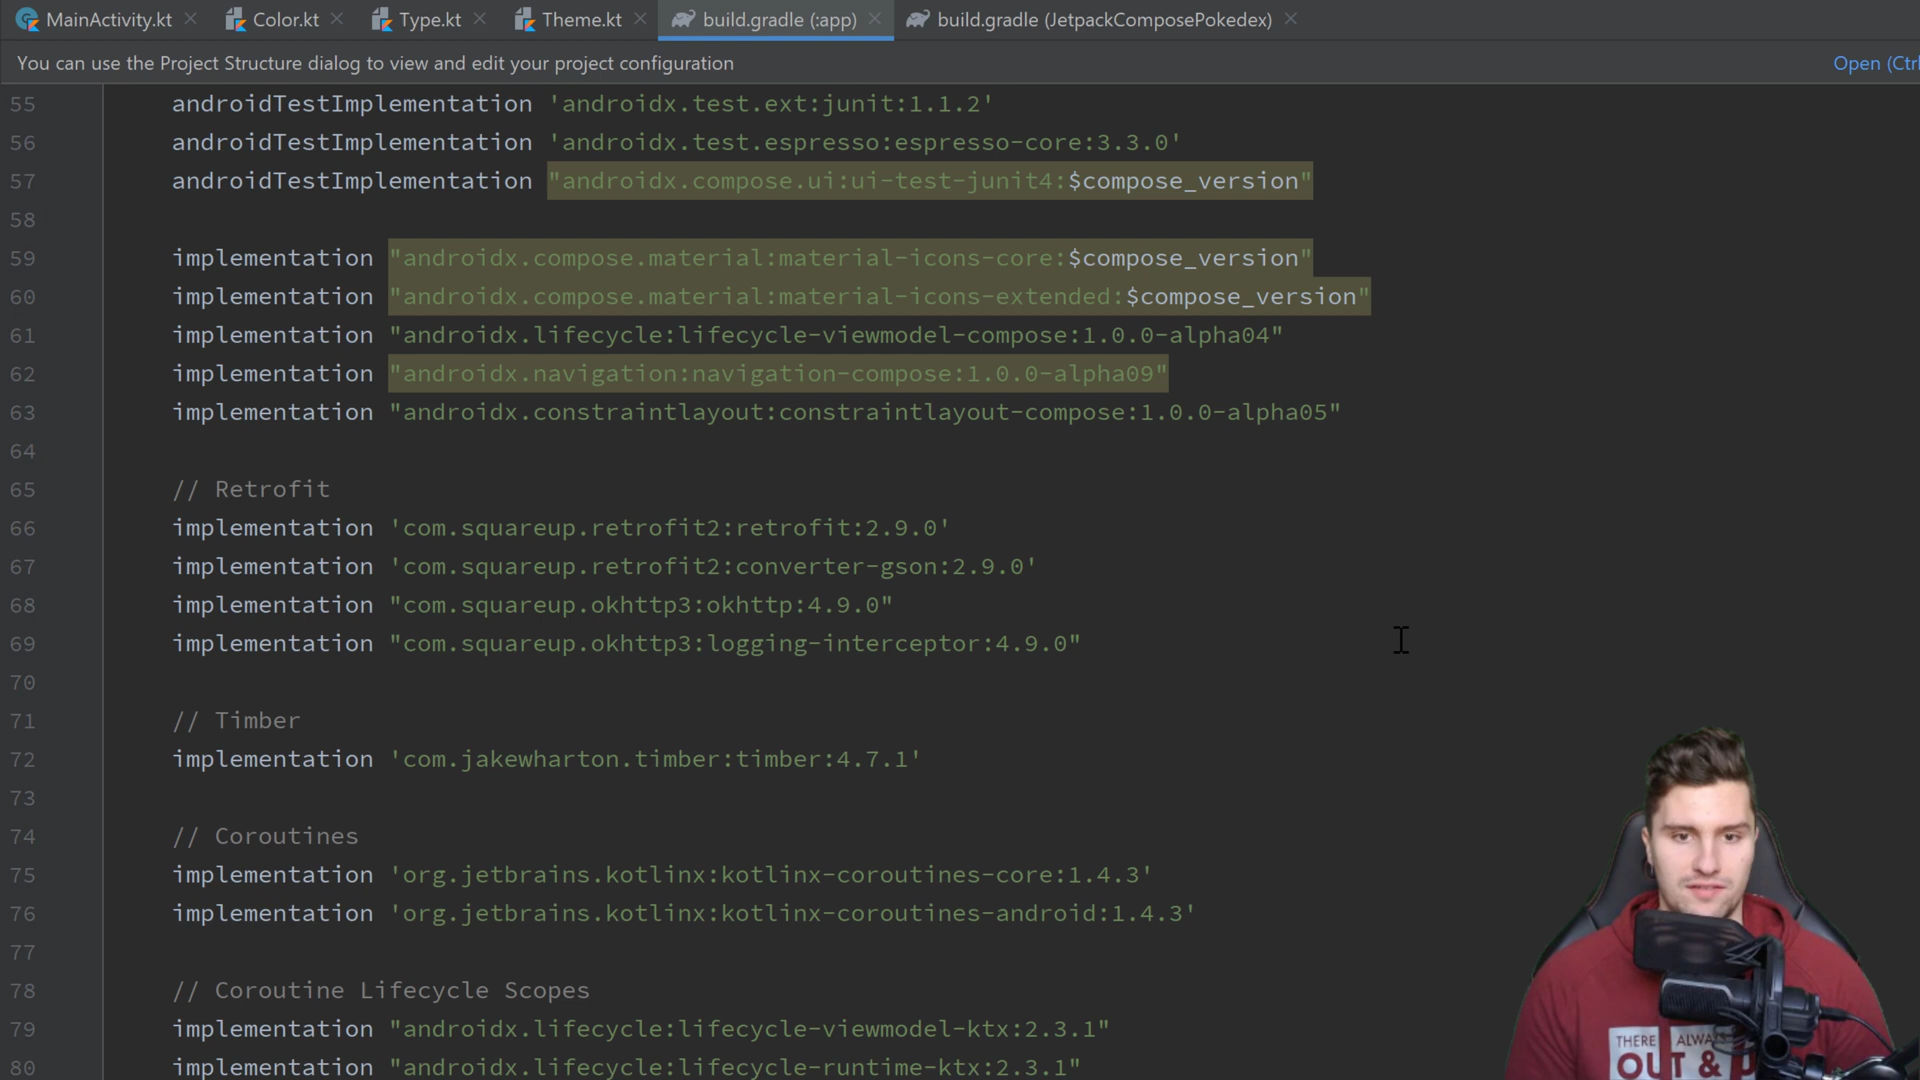 MainActivity.kt
Color.kt
Type.kt
Theme.kt
build.gradle (:app)
build.gradle (JetpackComposePokedex)
You can use the Project Structure dialog to view and edit your project configuration
Open (Ctrl
55 androidTestImplementation 'androidx.test.ext:junit:1.1.2'
56 androidTestImplementation 'androidx.test.espresso:espresso-core:3.3.0'
57 androidTestImplementation "androidx.compose.ui:ui-test-junit4:$compose_version"
58
59 implementation "androidx.compose.material:material-icons-core:$compose_version"
60 implementation "androidx.compose.material:material-icons-extended:$compose_version"
61 implementation "androidx.lifecycle:lifecycle-viewmodel-compose:1.0.0-alpha04"
62 implementation "androidx.navigation:navigation-compose:1.0.0-alpha09"
63 implementation "androidx.constraintlayout:constraintlayout-compose:1.0.0-alpha05"
64
65 // Retrofit
66 implementation 'com.squareup.retrofit2:retrofit:2.9.0'
67 implementation 'com.squareup.retrofit2:converter-gson:2.9.0'
68 implementation "com.squareup.okhttp3:okhttp:4.9.0"
69 implementation "com.squareup.okhttp3:logging-interceptor:4.9.0"
70
71 // Timber
72 implementation 'com.jakewharton.timber:timber:4.7.1'
73
74 // Coroutines
75 implementation 'org.jetbrains.kotlinx:kotlinx-coroutines-core:1.4.3'
76 implementation 'org.jetbrains.kotlinx:kotlinx-coroutines-android:1.4.3'
77
78 // Coroutine Lifecycle Scopes
79 implementation "androidx.lifecycle:lifecycle-viewmodel-ktx:2.3.1"
80 implementation "androidx.lifecycle:lifecycle-runtime-ktx:2.3.1"
THERE ALWAY
OUT &